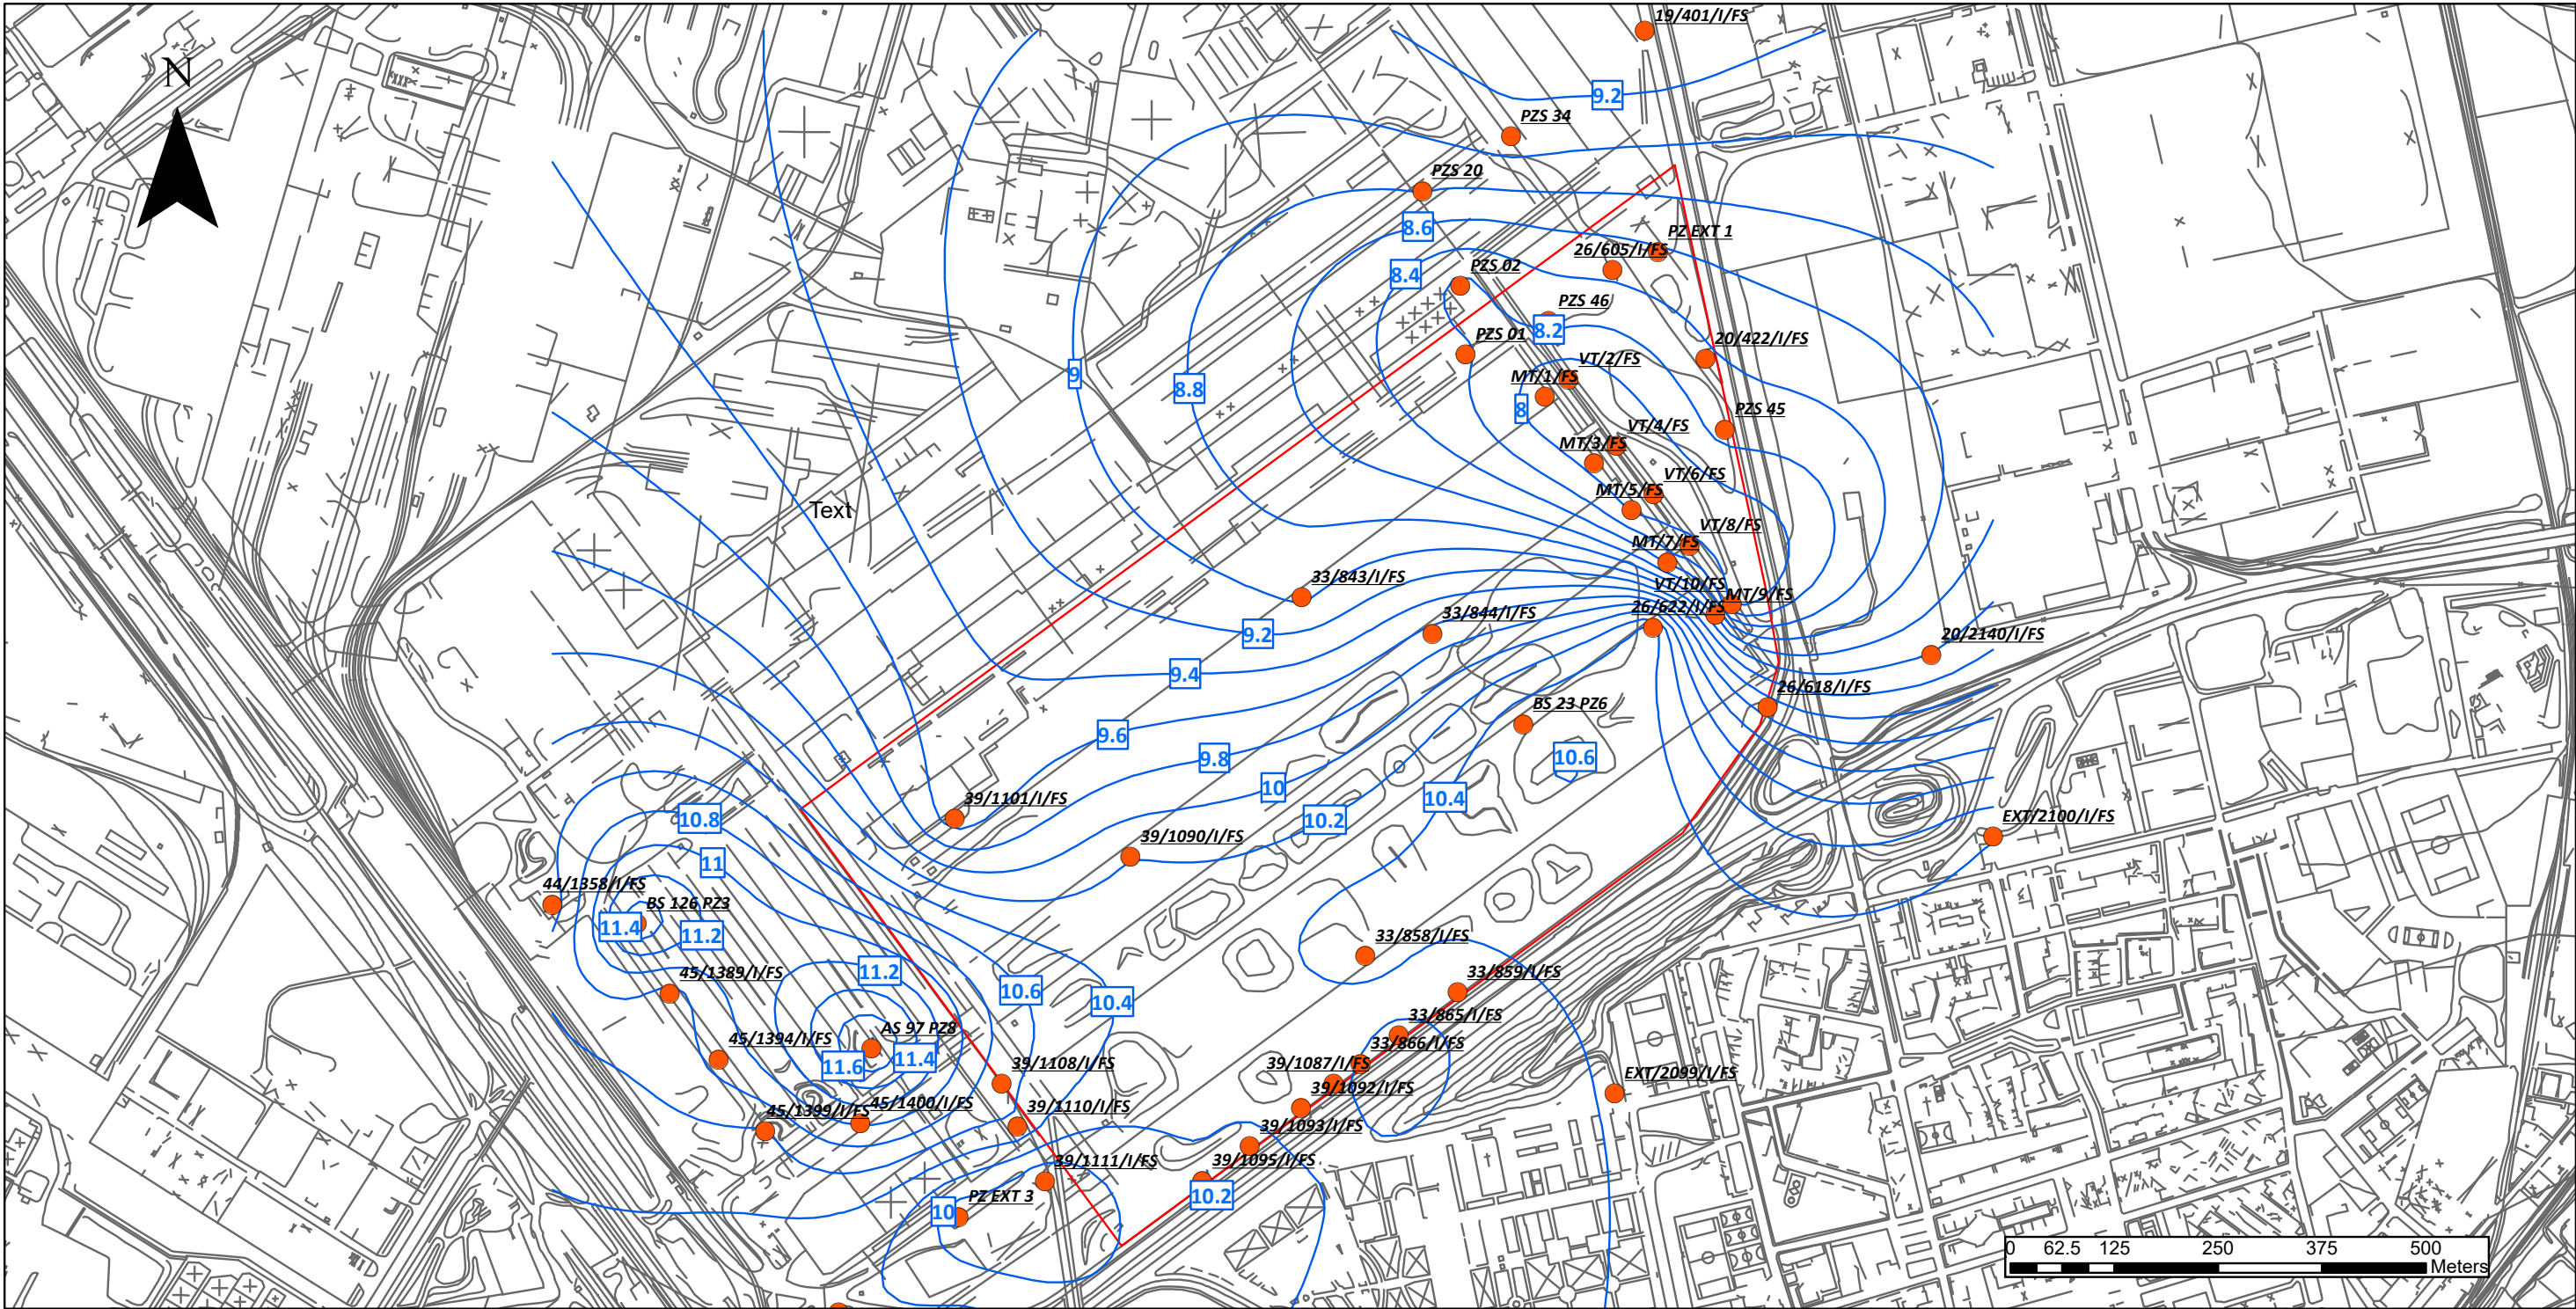 19/401/I/FS
N
9.2
PZS 34
PZS 20
8.6
PZ EXT 1
26/605/I/FS
PZS 02
8.4
PZS 46
8.2
PZS 01
20/422/I/FS
VT/2/FS
MT/1/FS
9
8.8
8
PZS 45
VT/4/FS
MT/3/FS
VT/6/FS
MT/5/FS
Text
VT/8/FS
MT/7/FS
33/843/I/FS
VT/10/FS
MT/9/FS
26/622/I/FS
33/844/I/FS
9.2
20/2140/I/FS
9.4
26/618/I/FS
BS 23 PZ6
9.6
9.8
10.6
10
10.4
39/1101/I/FS
10.8
10.2
EXT/2100/I/FS
39/1090/I/FS
11
44/1358/I/FS
BS 126 PZ3
11.4
11.2
33/858/I/FS
45/1389/I/FS
11.2
33/859/I/FS
10.6
10.4
33/865/I/FS
AS 97 PZ8
45/1394/I/FS
33/866/I/FS
11.6
11.4
39/1108/I/FS
39/1087/I/FS
EXT/2099/I/FS
39/1092/I/FS
45/1399/I/FS
45/1400/I/FS
39/1110/I/FS
39/1093/I/FS
39/1111/I/FS
39/1095/I/FS
PZ EXT 3
10.2
10
0 62.5 125 250 375 500
Meters